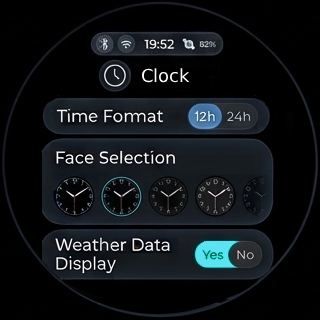 19:52 82%
Clock
Time Format 12h 24h
Face Selection
Weather Data
Display
Yes No